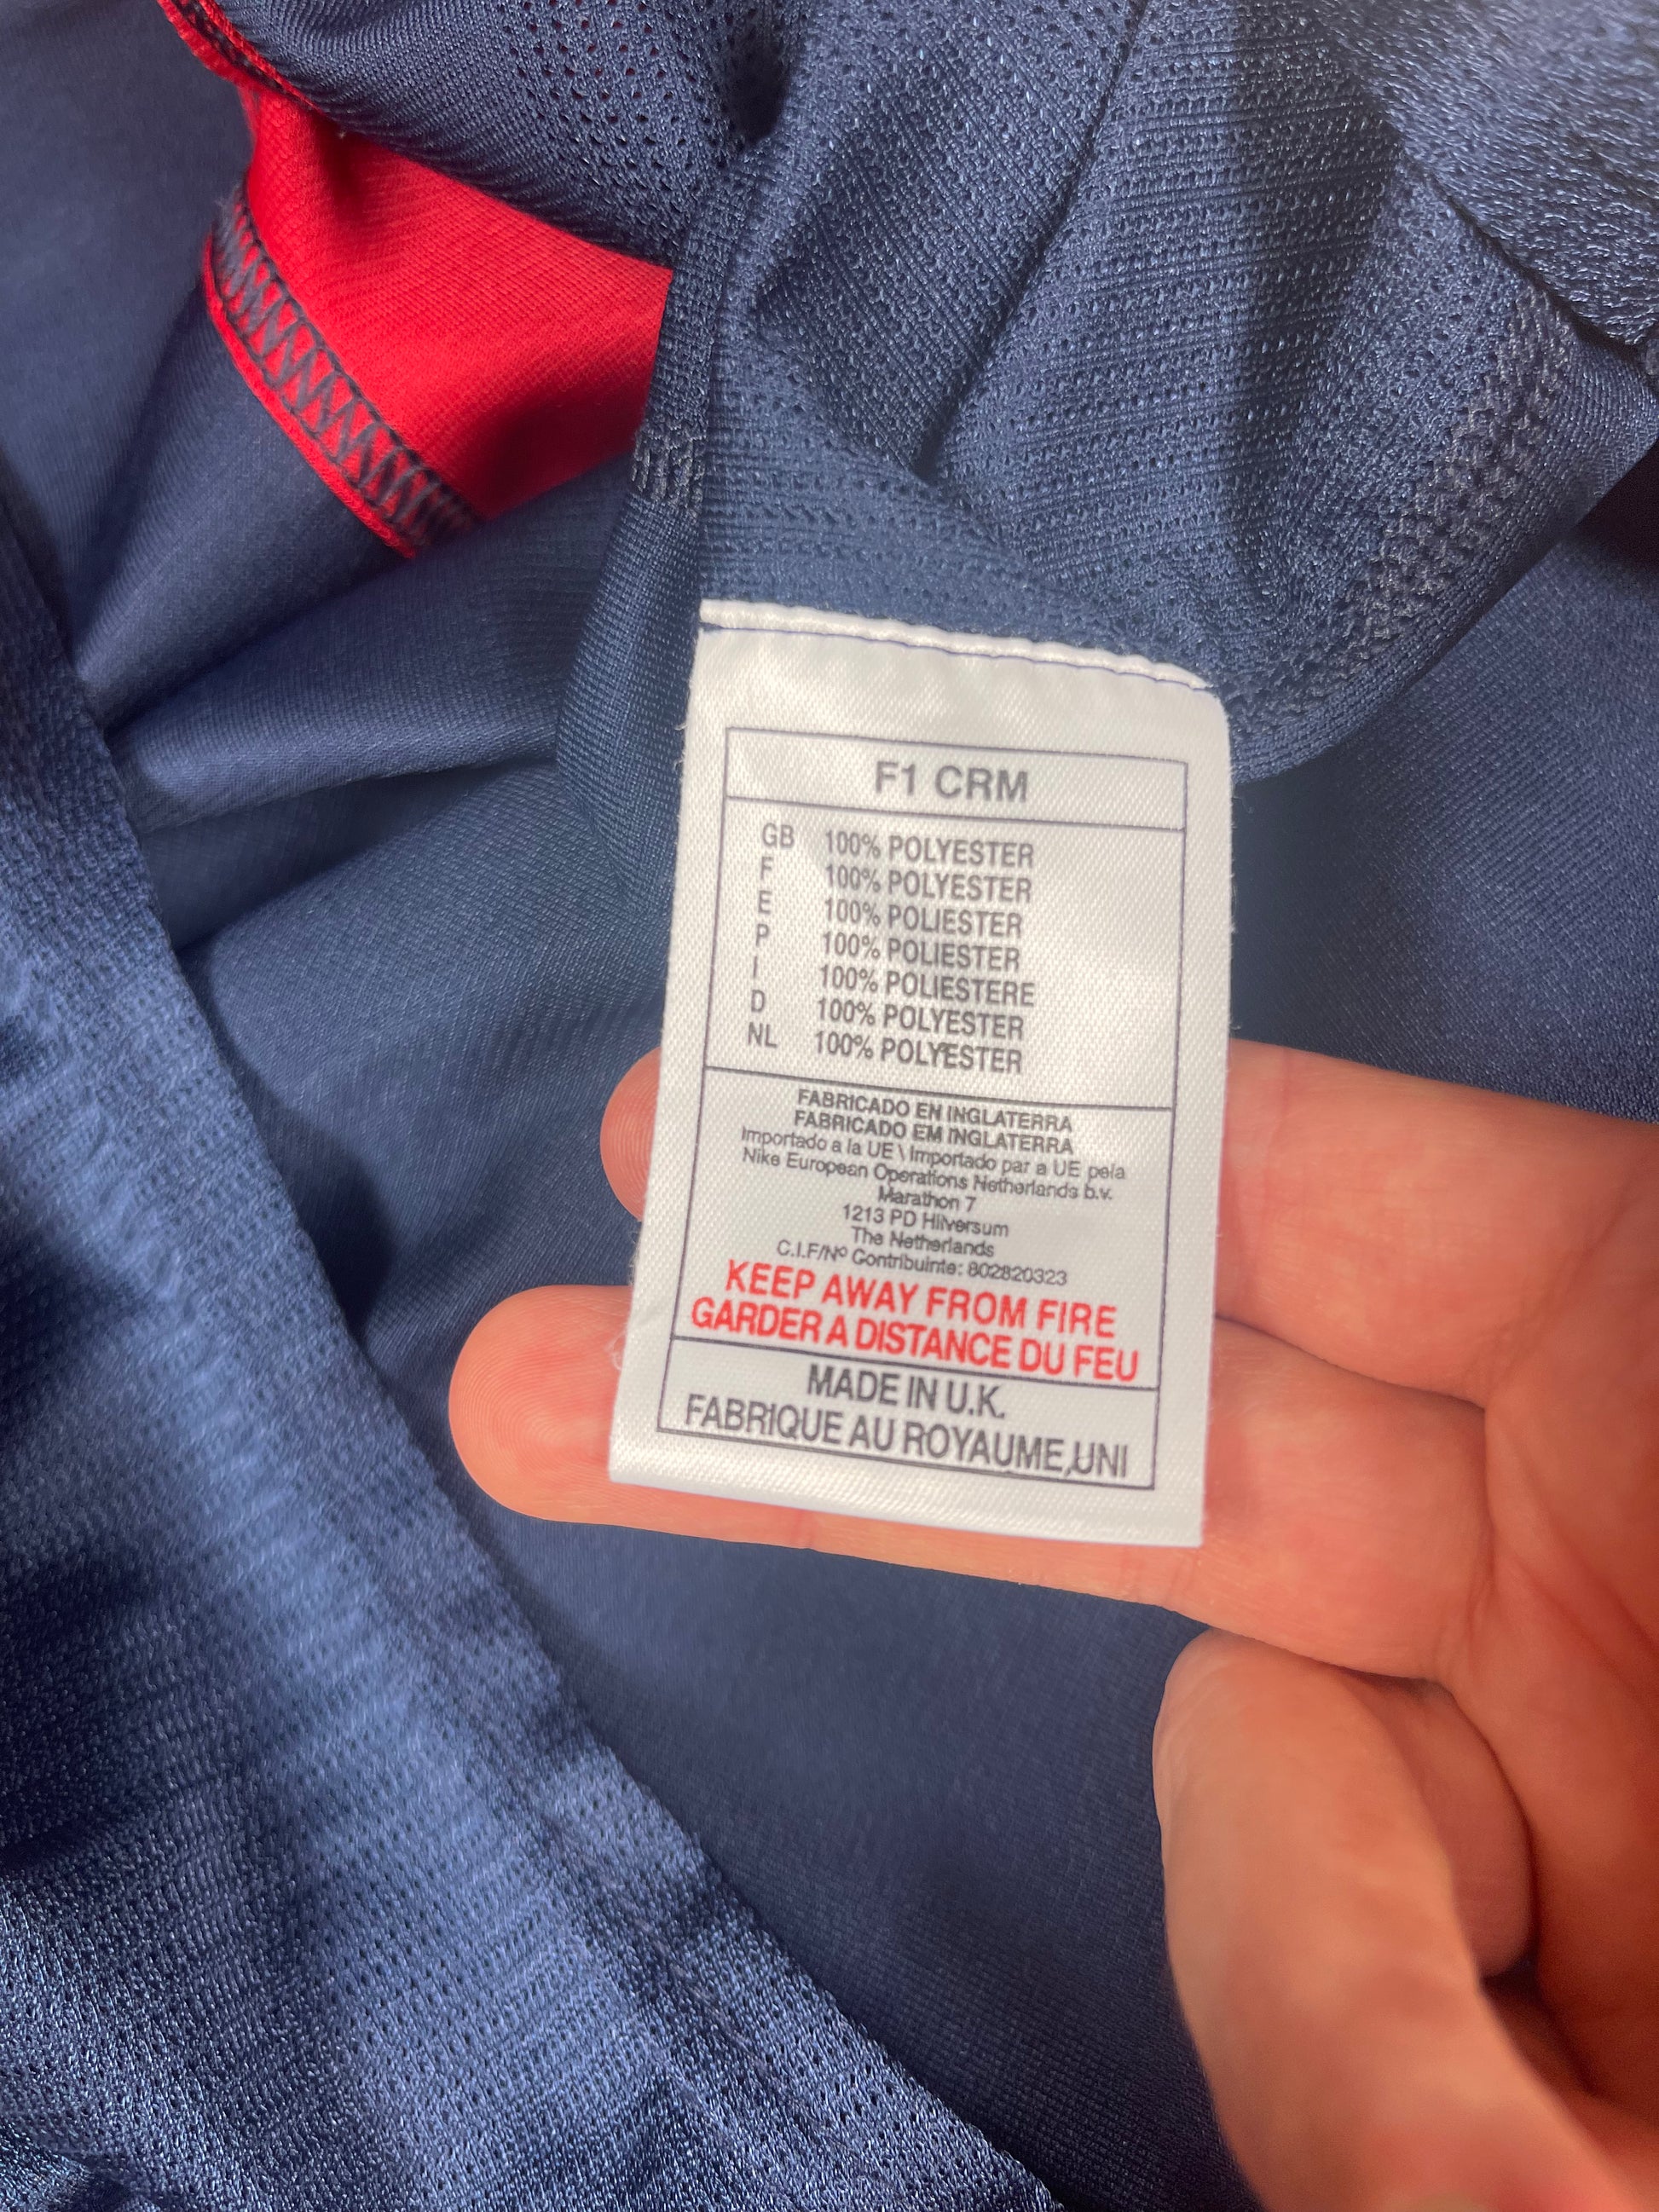 F1 CRM
GB 100% POLYESTER
F 100% POLYESTER
E 100% POLIESTER
P 100% POLIESTER
I 100% POLIESTERE
D 100% POLYESTER
NL 100% POLYESTER
FABRICADO EN INGLATERRA
FABRICADO EM INGLATERRA
Importado a la UE \ Importado par a UE pela
Nike European Operations Netherlands b.v.
Marathon 7
1213 PD Hilversum
The Netherlands
C.I.F/Nº Contribuinte: 802820323
KEEP AWAY FROM FIRE
GARDER A DISTANCE DU FEU
MADE IN U.K.
FABRIQUE AU ROYAUME,UNI